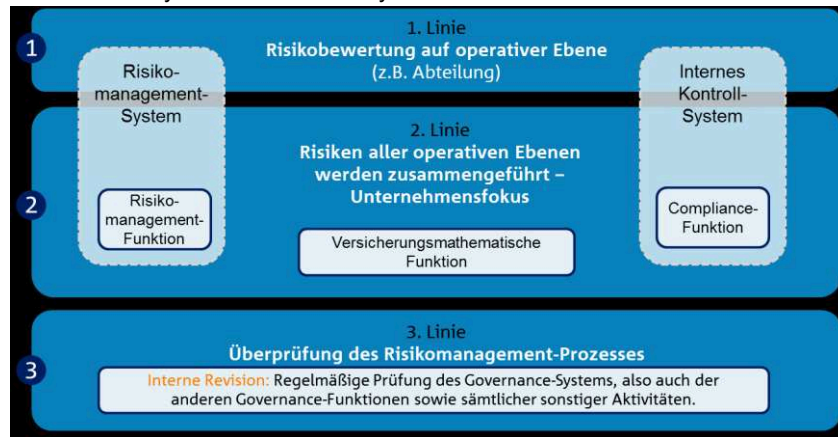 1
1. Linie
Risikobewertung auf operativer Ebene
(z.B. Abteilung)
Risiko-
management-
System
Internes
Kontroll-
System
2
2. Linie
Risiken aller operativen Ebenen
werden zusammengeführt –
Unternehmensfokus
Risiko-
management-
Funktion
Versicherungsmathematische
Funktion
Compliance-
Funktion
3
3. Linie
Überprüfung des Risikomanagement-Prozesses
Interne Revision: Regelmäßige Prüfung des Governance-Systems, also auch der
anderen Governance-Funktionen sowie sämtlicher sonstiger Aktivitäten.